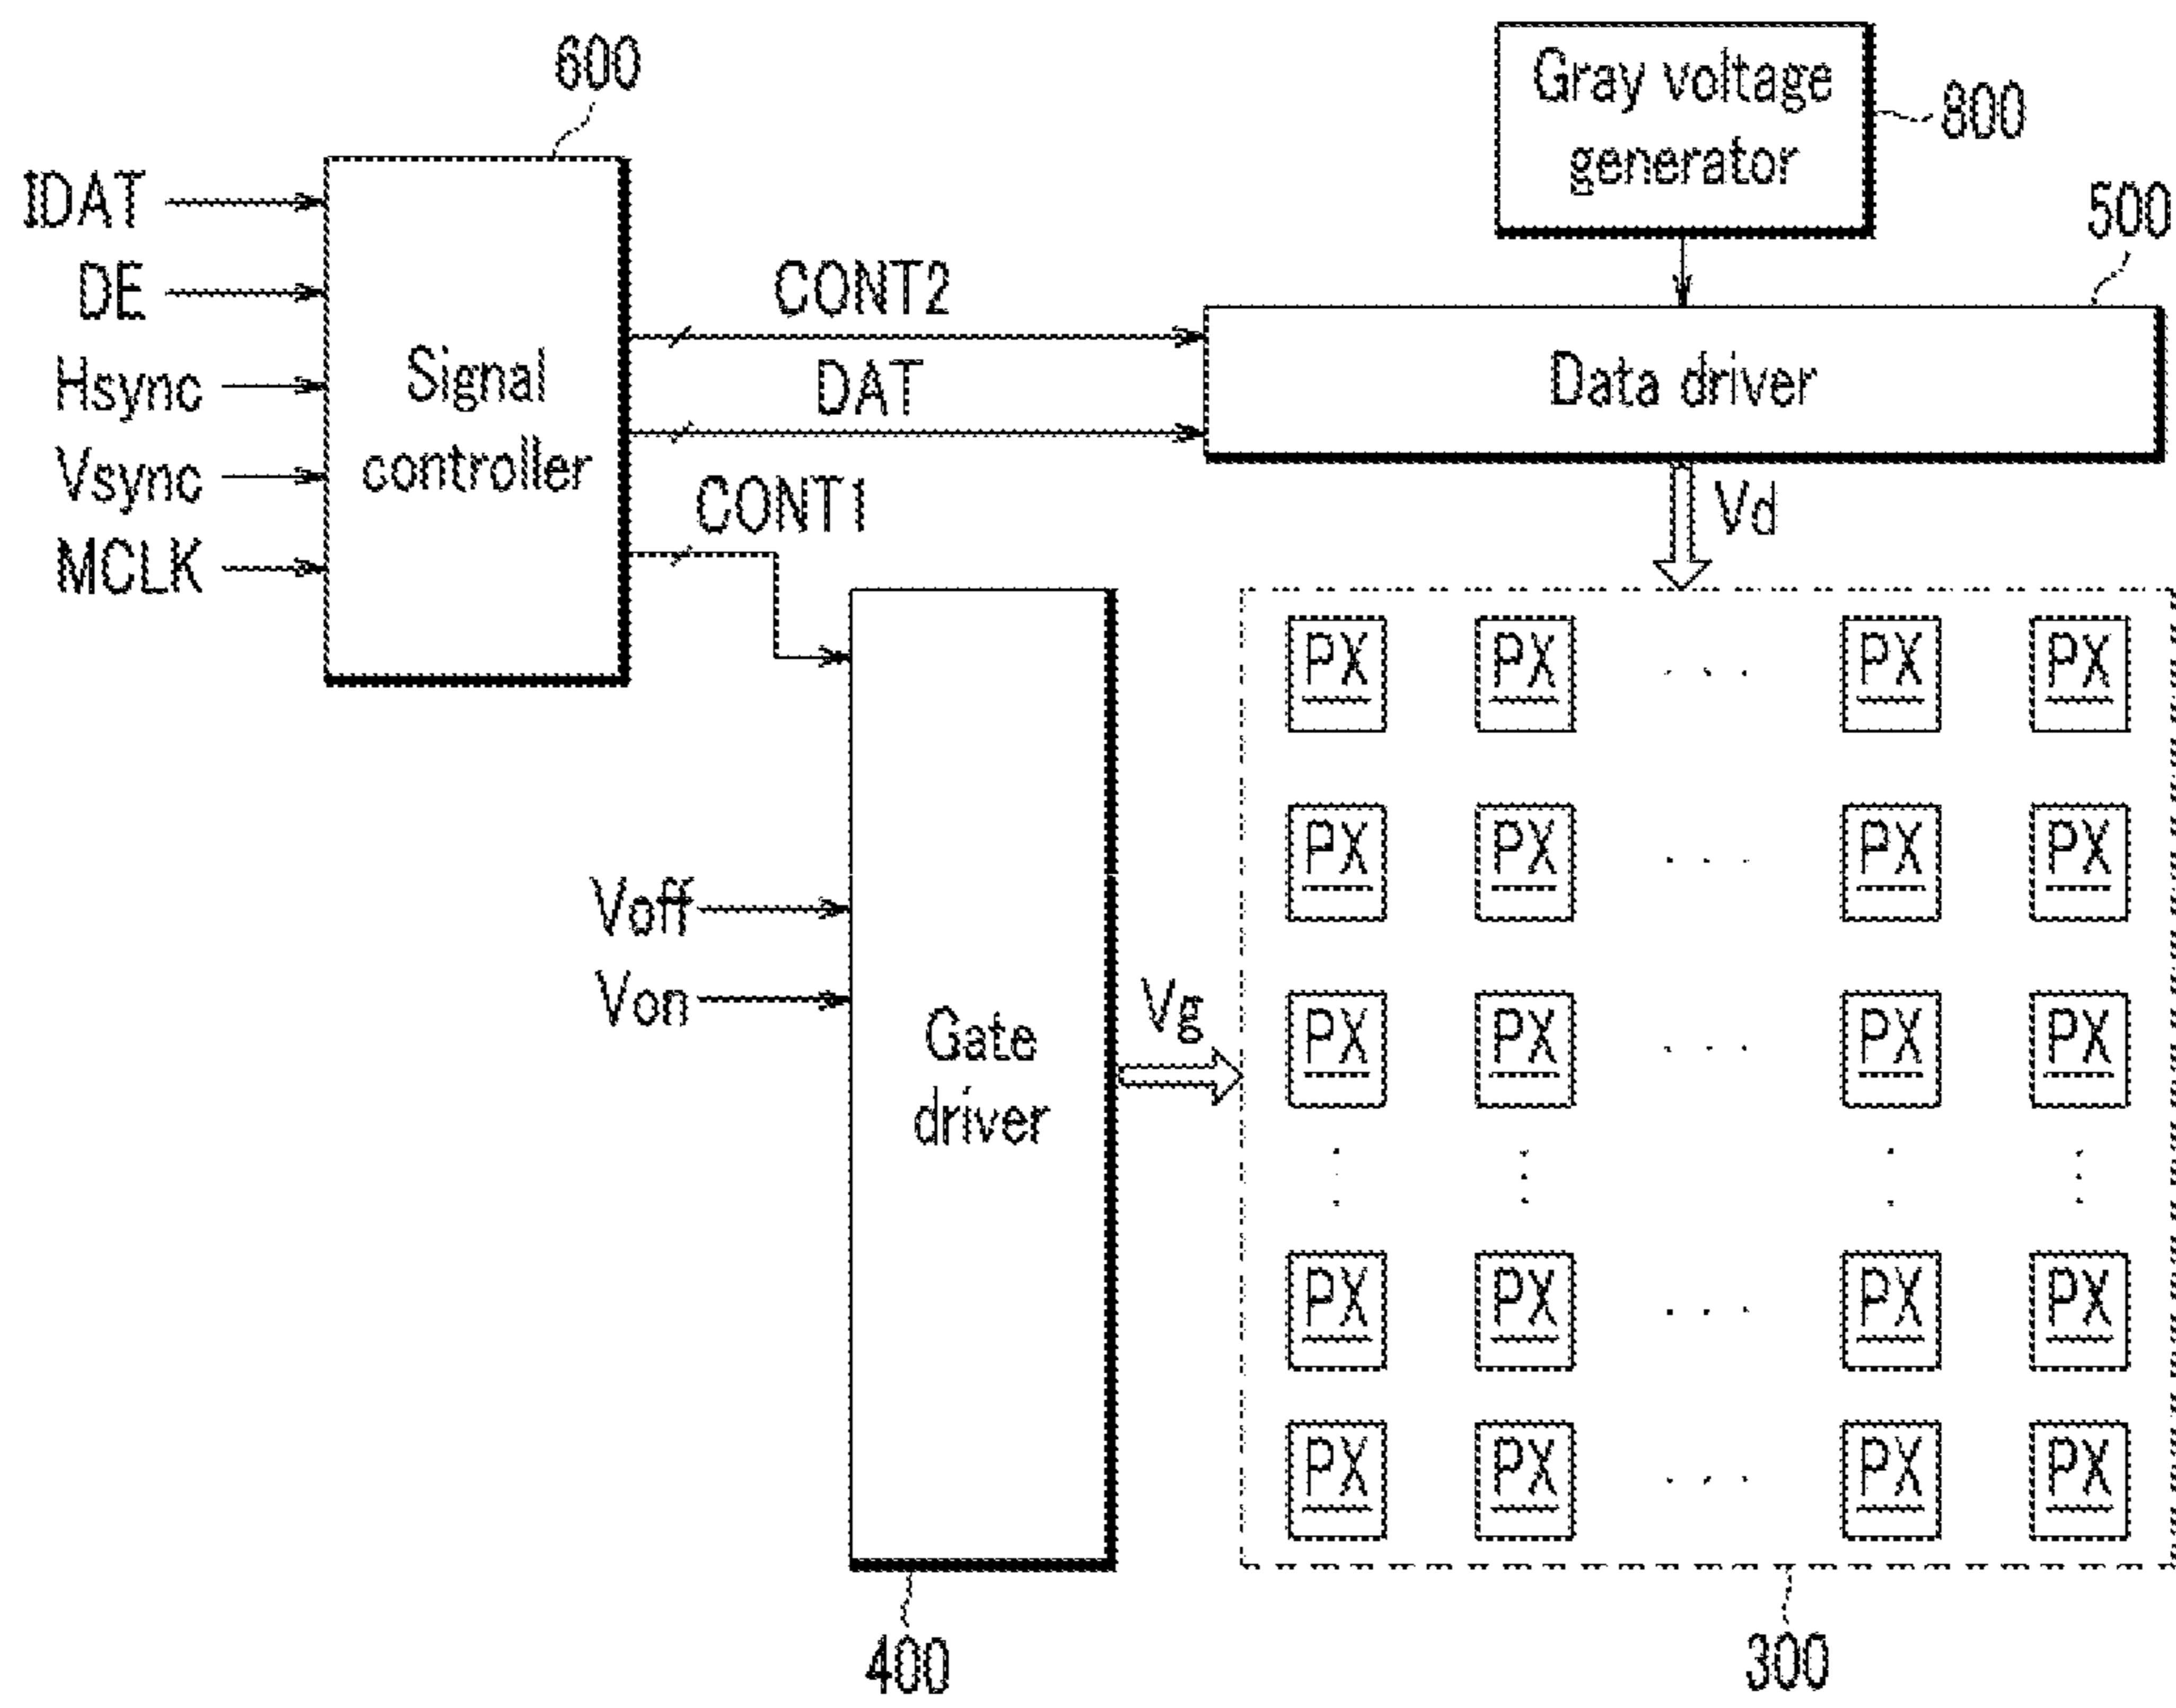 600
Gray voltage
generator
800
IDAT
DE
Hsync
Vsync
MCLK
Signal
controller
CONT2
DAT
CONT1
500
Data driver
Vd
Voff
Von
Gate
driver
Vg
PX PX PX PX
PX PX PX PX
PX PX PX PX
PX PX PX PX
PX PX PX PX
400
300